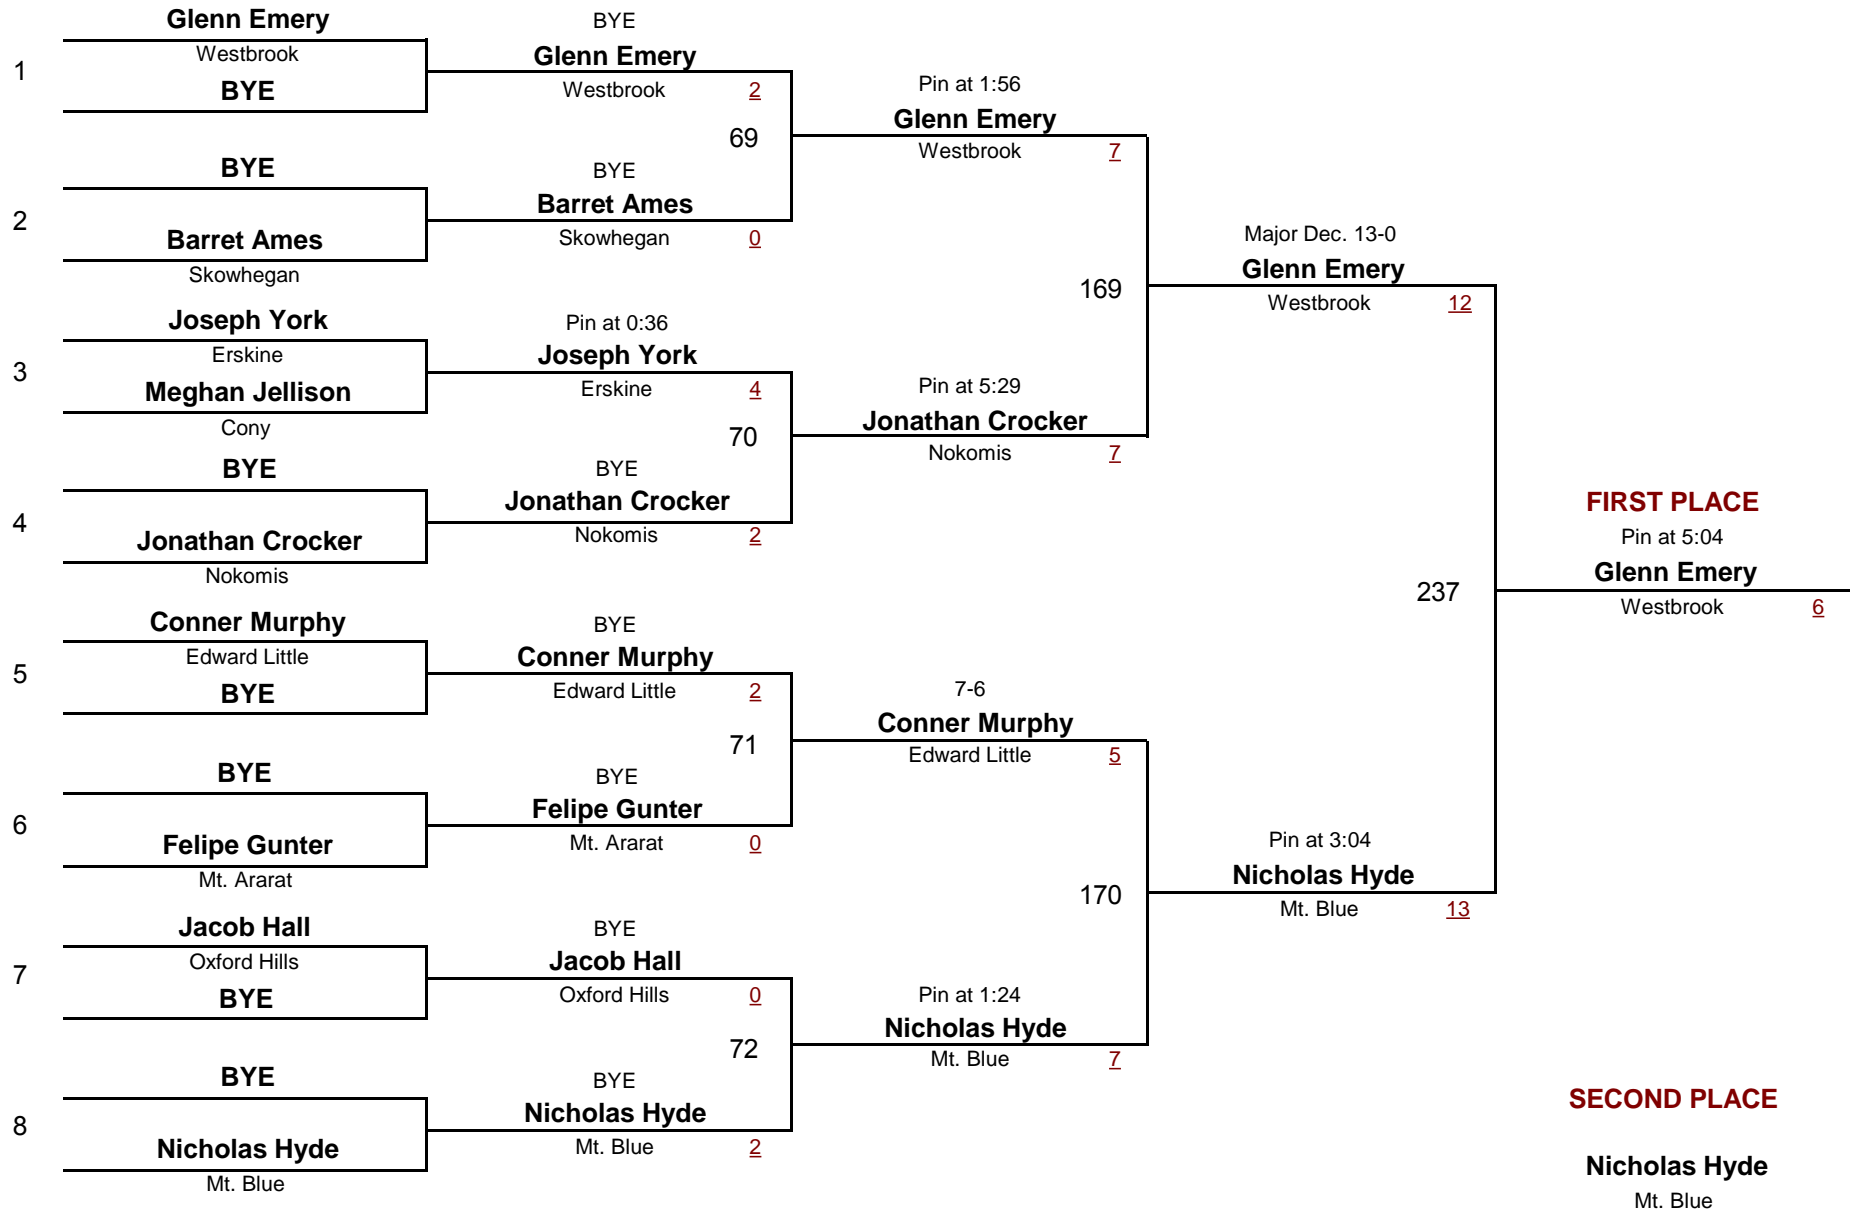 Glenn Emery
Westbrook
1
BYE
BYE
2
Barret Ames
Skowhegan
Joseph York
Erskine
3
Meghan Jellison
Cony
BYE
4
Jonathan Crocker
Nokomis
Conner Murphy
Edward Little
5
BYE
BYE
6
Felipe Gunter
Mt. Ararat
Jacob Hall
Oxford Hills
7
BYE
BYE
8
Nicholas Hyde
Mt. Blue
BYE
Glenn Emery
Westbrook 2
69
BYE
Barret Ames
Skowhegan 0
Pin at 0:36
Joseph York
Erskine 4
70
BYE
Jonathan Crocker
Nokomis 2
BYE
Conner Murphy
Edward Little 2
71
BYE
Felipe Gunter
Mt. Ararat 0
BYE
Jacob Hall
Oxford Hills 0
72
BYE
Nicholas Hyde
Mt. Blue 2
Pin at 1:56
Glenn Emery
Westbrook 7
169
Pin at 5:29
Jonathan Crocker
Nokomis 7
7-6
Conner Murphy
Edward Little 5
170
Pin at 1:24
Nicholas Hyde
Mt. Blue 7
Major Dec. 13-0
Glenn Emery
Westbrook 12
237
Pin at 3:04
Nicholas Hyde
Mt. Blue 13
FIRST PLACE
Pin at 5:04
Glenn Emery
Westbrook 6
SECOND PLACE
Nicholas Hyde
Mt. Blue